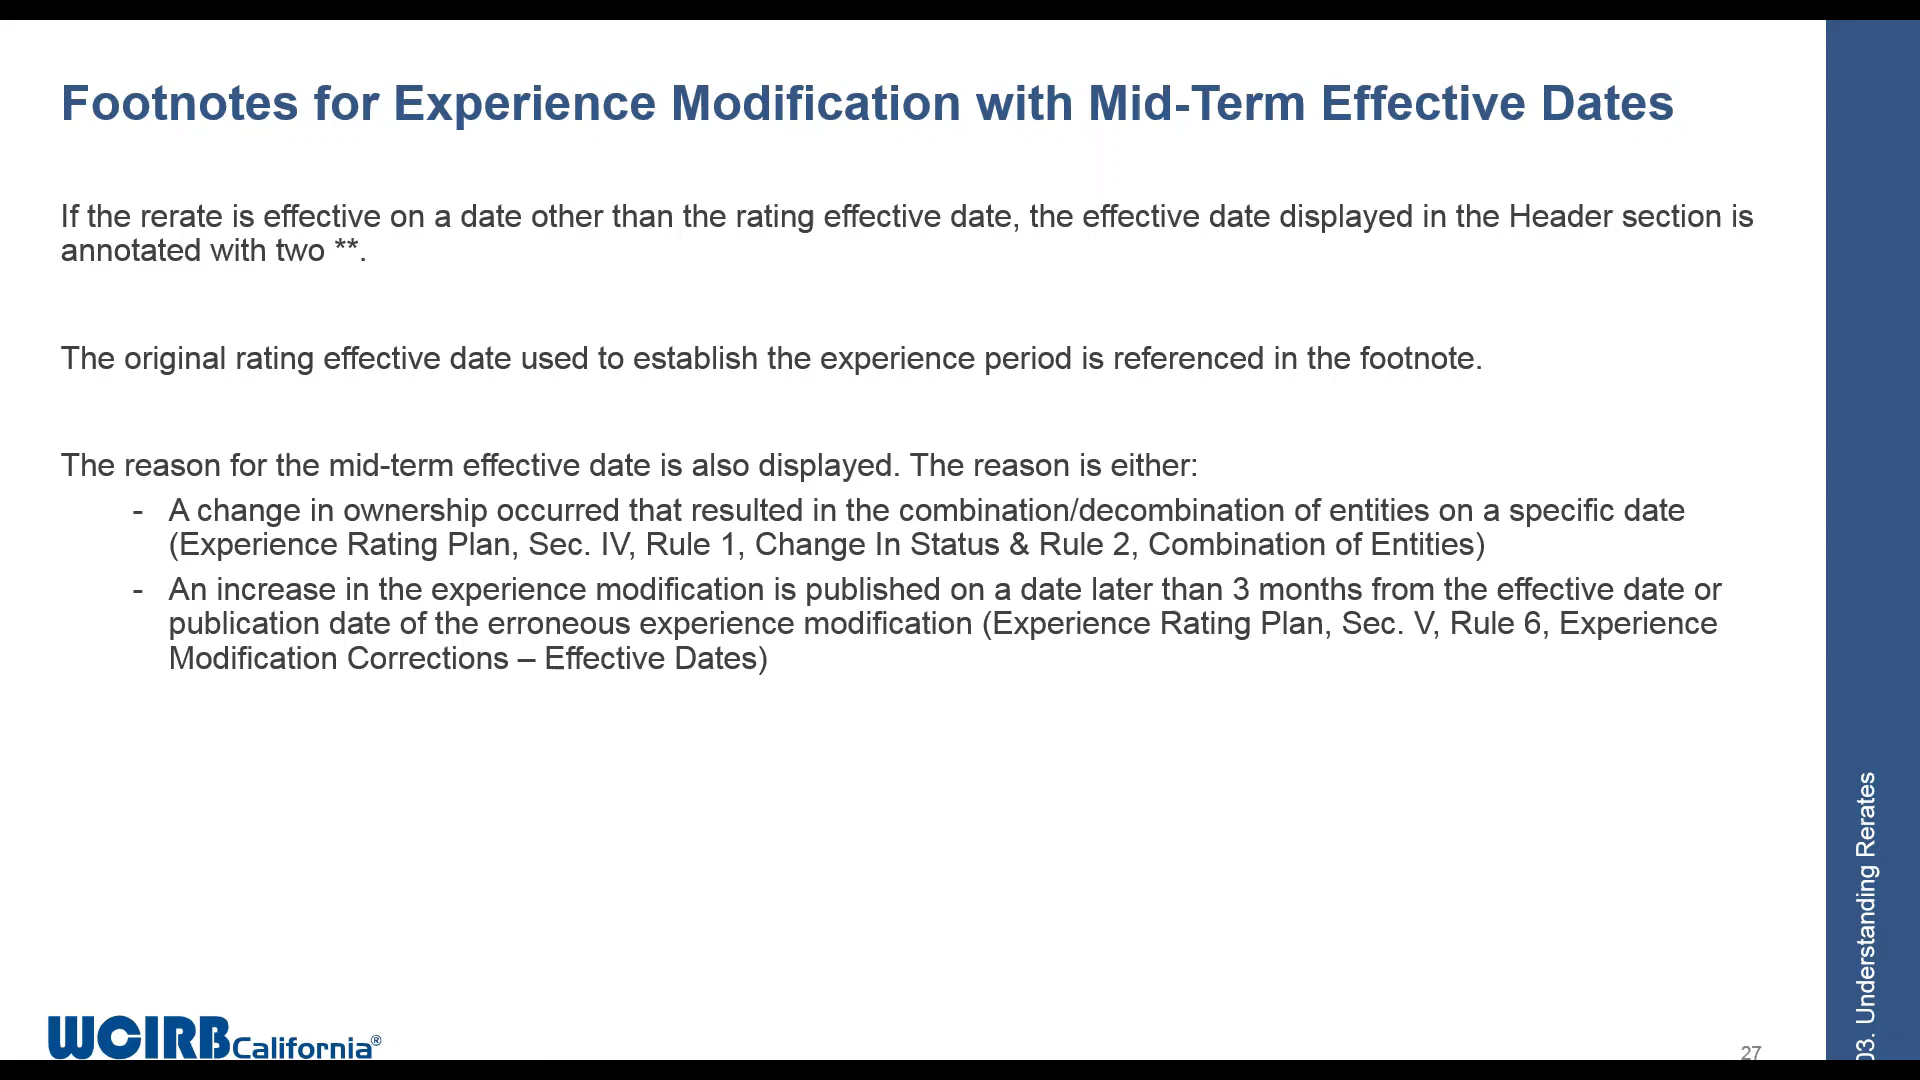 Footnotes for Experience Modification with Mid-Term Effective Dates
If the rerate is effective on a date other than the rating effective date, the effective date displayed in the Header section is
annotated with two **.
The original rating effective date used to establish the experience period is referenced in the footnote.
The reason for the mid-term effective date is also displayed. The reason is either:
- A change in ownership occurred that resulted in the combination/decombination of entities on a specific date
(Experience Rating Plan, Sec. IV, Rule 1, Change In Status & Rule 2, Combination of Entities)
- An increase in the experience modification is published on a date later than 3 months from the effective date or
publication date of the erroneous experience modification (Experience Rating Plan, Sec. V, Rule 6, Experience
Modification Corrections – Effective Dates)
WCIRB California®
27
03. Understanding Rerates